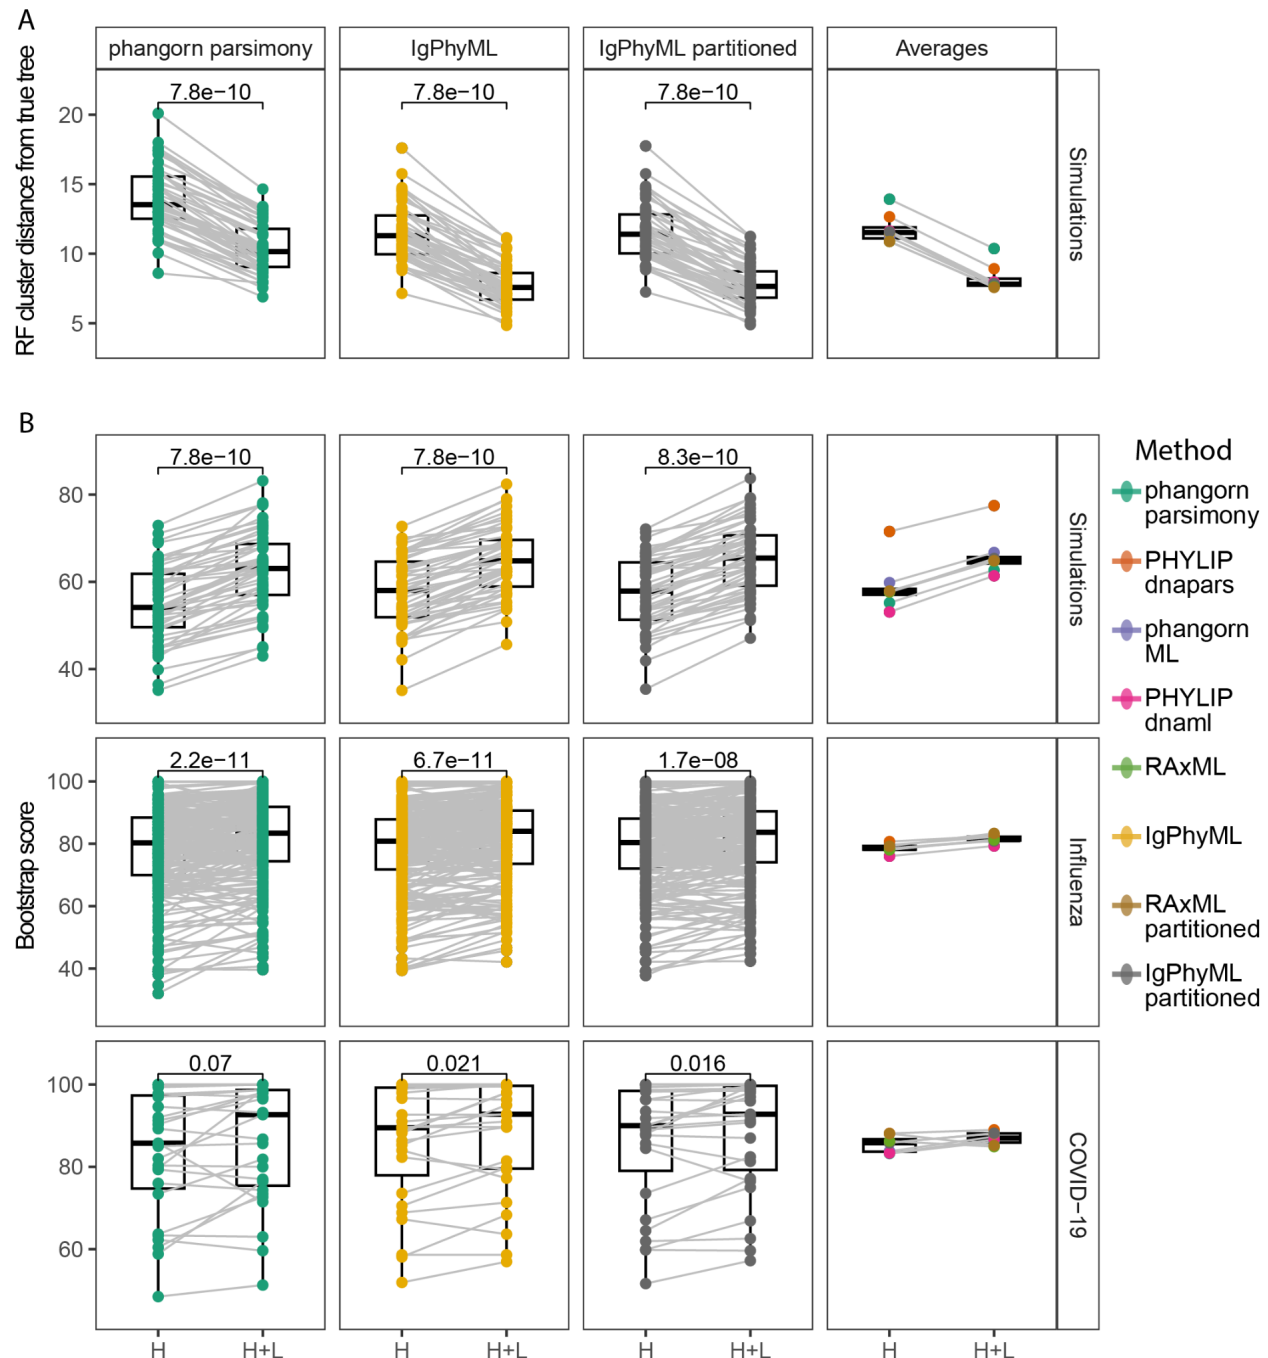 A
phangorn parsimony
IgPhyML
IgPhyML partitioned
Averages
RF cluster distance from true tree
20
15
10
5
7.8e−10
7.8e−10
7.8e−10
Simulations
B
Bootstrap score
80
60
40
7.8e−10
7.8e−10
8.3e−10
Simulations
100
80
60
40
2.2e−11
6.7e−11
1.7e−08
Influenza
100
80
60
0.07
0.021
0.016
COVID−19
H
H+L
H
H+L
H
H+L
H
H+L
Method
phangorn
parsimony
PHYLIP
dnapars
phangorn
ML
PHYLIP
dnaml
RAxML
IgPhyML
RAxML
partitioned
IgPhyML
partitioned